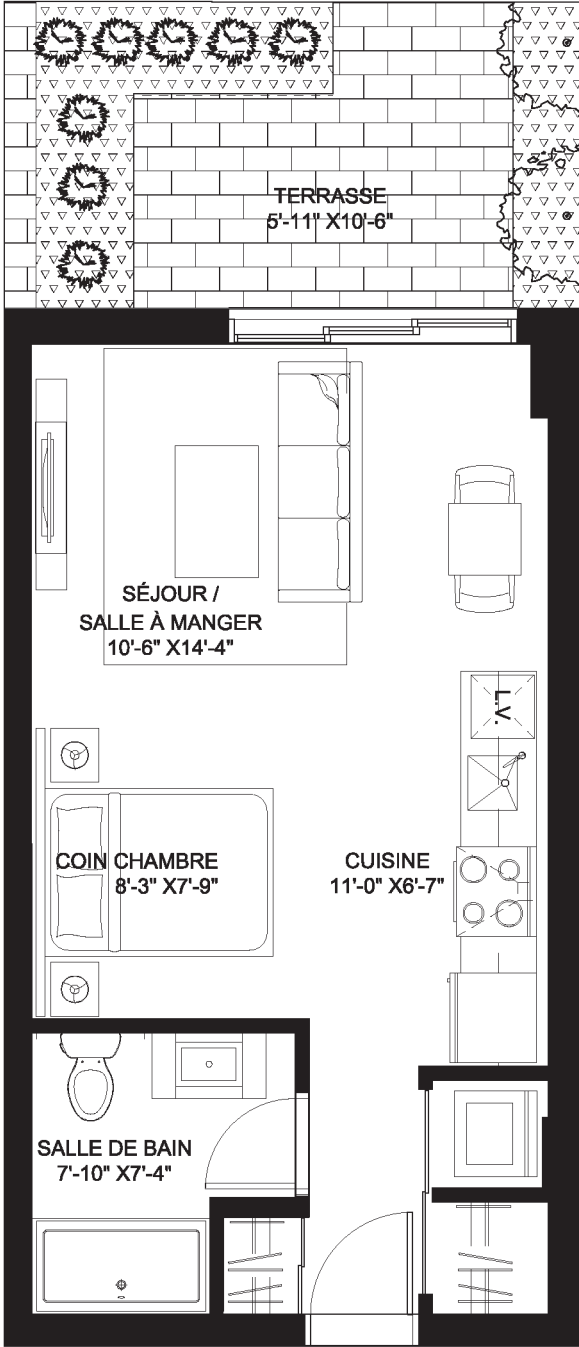 TERRASSE
5'-11" X10'-6"
SÉJOUR /
SALLE À MANGER
10'-6" X14'-4"
L.V.
COIN CHAMBRE
8'-3" X7'-9"
CUISINE
11'-0" X6'-7"
SALLE DE BAIN
7'-10" X7'-4"